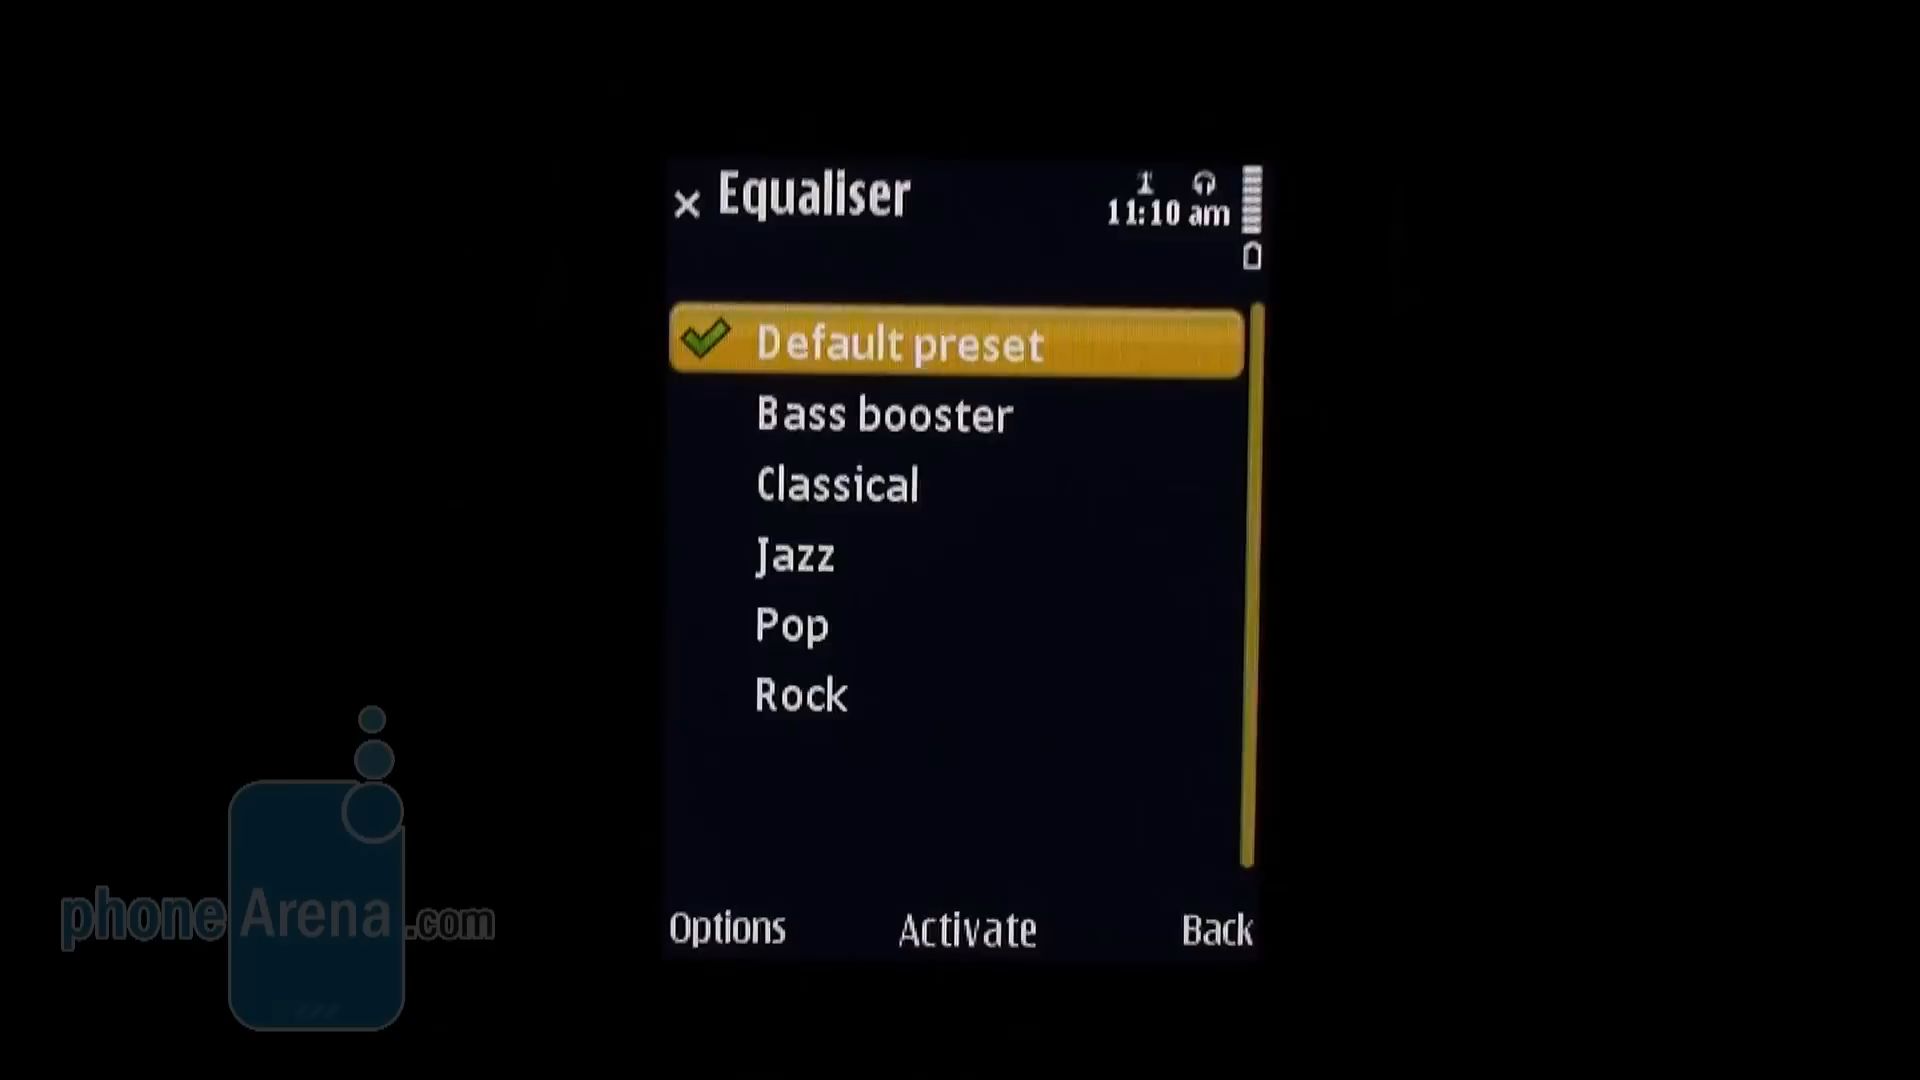 Equaliser
11:10 am
Default preset
Bass booster
Classical
Jazz
Pop
Rock
Options Activate Back
phoneArena.com